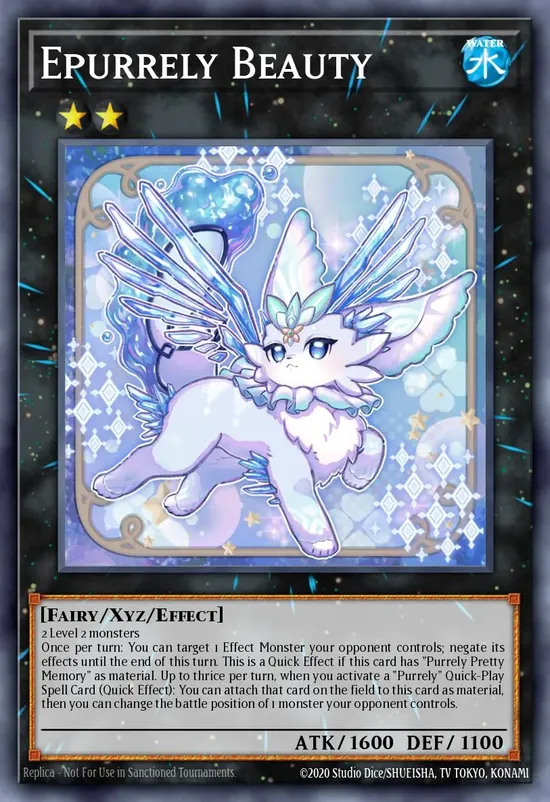 Epurrely Beauty
WATER
水
[Fairy/Xyz/Effect]
2 Level 2 monsters
Once per turn: You can target 1 Effect Monster your opponent controls; negate its
effects until the end of this turn. This is a Quick Effect if this card has "Purrely Pretty
Memory" as material. Up to thrice per turn, when you activate a "Purrely" Quick-Play
Spell Card (Quick Effect): You can attach that card on the field to this card as material,
then you can change the battle position of 1 monster your opponent controls.
ATK/1600 DEF/1100
Replica - Not For Use in Sanctioned Tournaments
©2020 Studio Dice/SHUEISHA, TV TOKYO, KONAMI